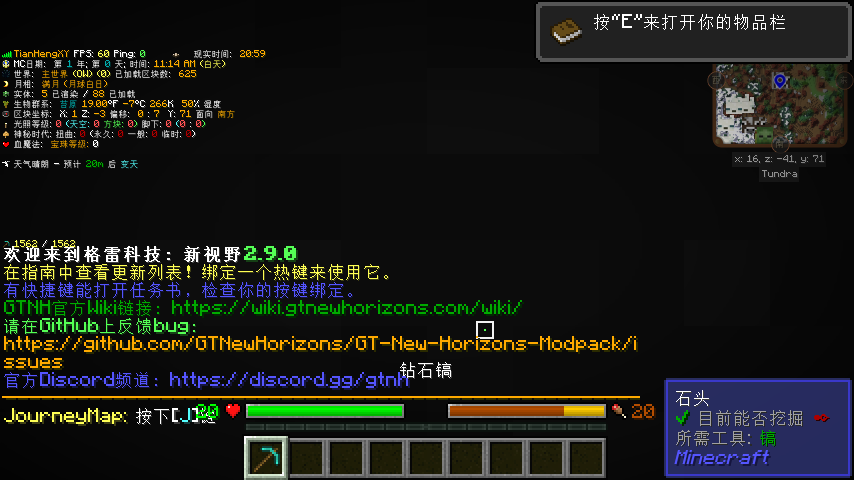 按"E"来打开你的物品栏
TianHengXY FPS: 60 Ping: 0 现实时间: 20:59
MC日期: 第 1 年; 第 0 天; 时间: 11:14 AM (白天)
世界: 主世界 (OW) (0) 已加载区块数: 625
月相: 满月 (月球白日)
实体: 5 已渲染 / 88 已加载
生物群系: 苔原 19.00°F -7°C 266K 50% 湿度
区块坐标: X: 1 Z: -3 偏移: 0 : 7 Y: 71 面向 南方
光照等级: 0 (天空: 0 方块: 0) 脚下: 0 (0 : 0)
神秘时代: 扭曲: 0 (永久: 0 一般: 0 临时: 0)
血魔法: 宝珠等级: 0
天气晴朗 - 预计 20m 后 变天
x: 16, z: -41, y: 71
Tundra
1562 / 1562
欢迎来到格雷科技: 新视野2.9.0
在指南中查看更新列表! 绑定一个热键来使用它。
有快捷键能打开任务书, 检查你的按键绑定。
GTNH官方Wiki链接: https://wiki.gtnewhorizons.com/wiki/
请在GitHub上反馈bug:
https://github.com/GTNewHorizons/GT-New-Horizons-Modpack/i
ssues
钻石镐
官方Discord频道: https://discord.gg/gtnh
JourneyMap: 按下[J]
20
20
石头
目前能否挖掘
所需工具: 镐
Minecraft